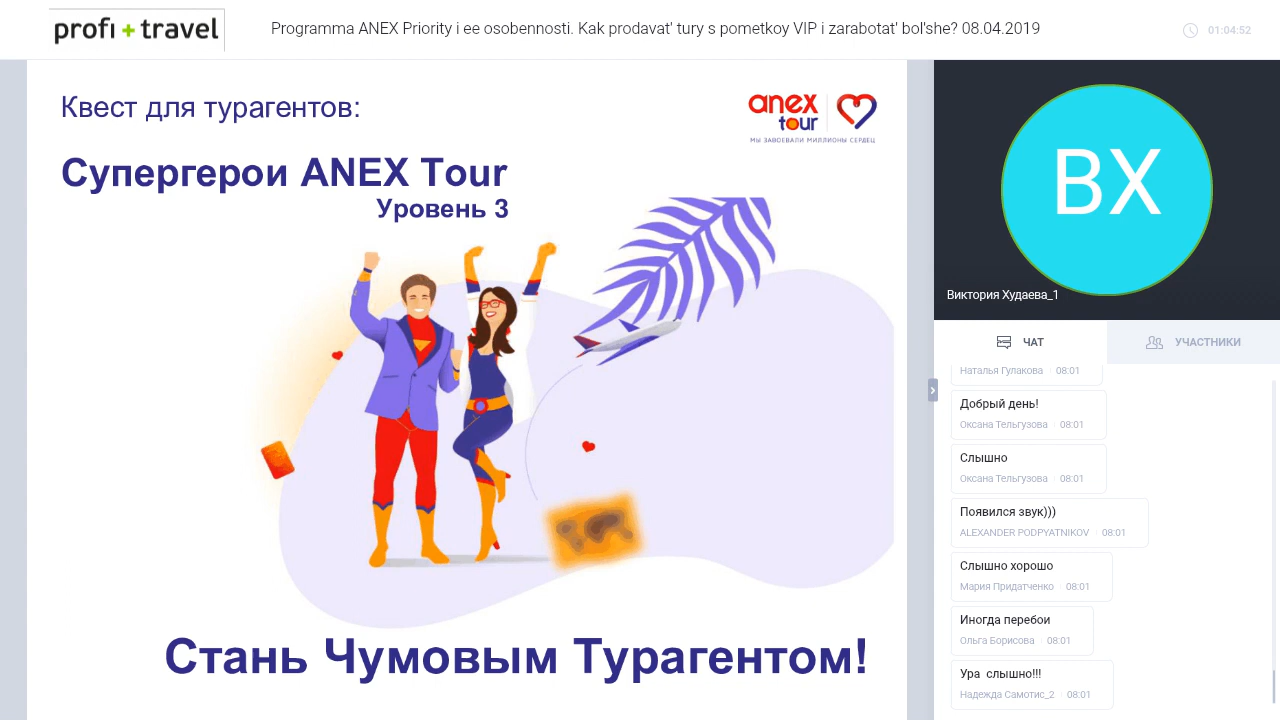 profi + travel
Programma ANEX Priority i ee osobennosti. Kak prodavat' tury s pometkoy VIP i zarabotat' bol'she? 08.04.2019
01:04:52
Квест для турагентов:
anex
tour
МЫ ЗАВОЕВАЛИ МИЛЛИОНЫ СЕРДЕЦ
Супергерои ANEX Tour
Уровень 3
Стань Чумовым Турагентом!
ВХ
Виктория Худаева_1
ЧАТ
УЧАСТНИКИ
Наталья Гулакова · 08:01
Добрый день!
Оксана Тельгузова · 08:01
Слышно
Оксана Тельгузова · 08:01
Появился звук)))
ALEXANDER PODPYATNIKOV · 08:01
Слышно хорошо
Мария Придатченко · 08:01
Иногда перебои
Ольга Борисова · 08:01
Ура слышно!!!
Надежда Самотис_2 · 08:01